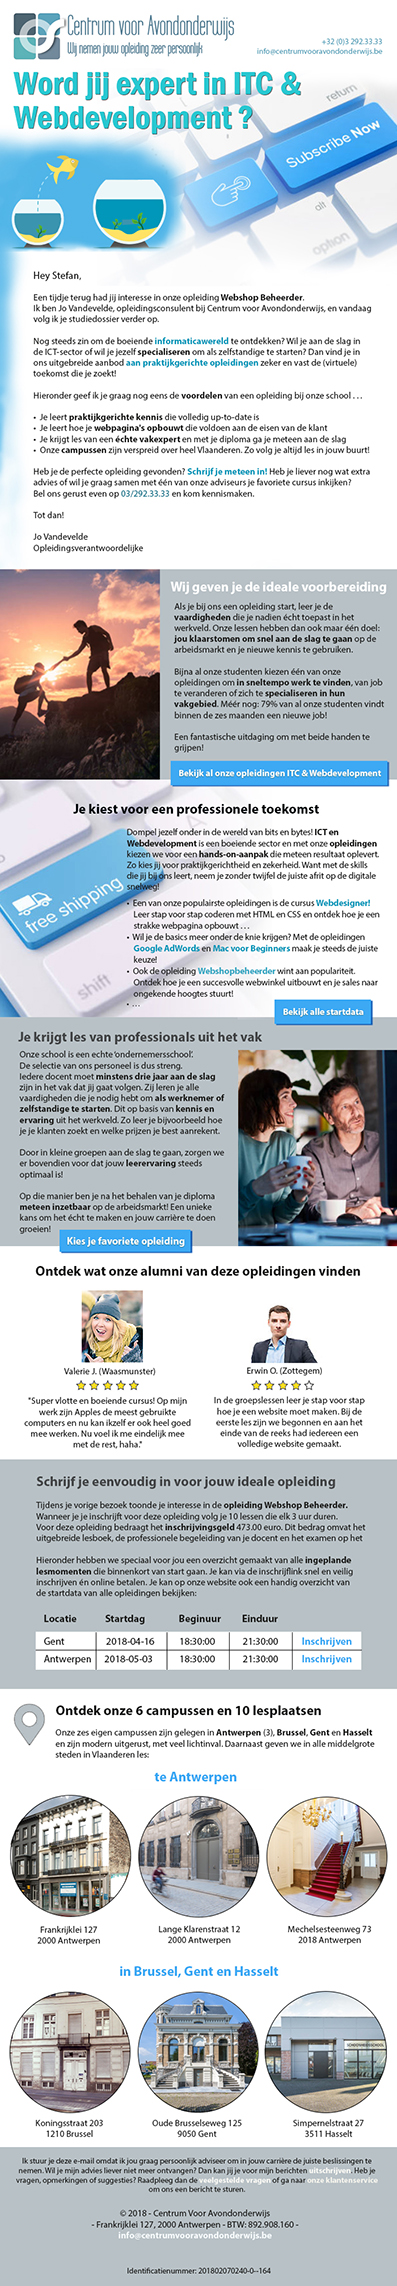 Centrum voor Avondonderwijs
Wij nemen jouw opleiding zeer persoonlijk
+32 (0)3 292.33.33
info@centrumvooravondonderwijs.be
Word jij expert in ITC &
Webdevelopment ?
return
Subscribe Now
alt
option
Hey Stefan,
Een tijdje terug had jij interesse in onze opleiding Webshop Beheerder.
Ik ben Jo Vandevelde, opleidingsconsulent bij Centrum voor Avondonderwijs, en vandaag
volg ik je studiedossier verder op.
Nog steeds zin om de boeiende informaticawereld te ontdekken? Wil je aan de slag in
de ICT-sector of wil je jezelf specialiseren om als zelfstandige te starten? Dan vind je in
ons uitgebreide aanbod aan praktijkgerichte opleidingen zeker en vast de (virtuele)
toekomst die je zoekt!
Hieronder geef ik je graag nog eens de voordelen van een opleiding bij onze school . . .
• Je leert praktijkgerichte kennis die volledig up-to-date is
• Je leert hoe je webpagina's opbouwt die voldoen aan de eisen van de klant
• Je krijgt les van een échte vakexpert en met je diploma ga je meteen aan de slag
• Onze campussen zijn verspreid over heel Vlaanderen. Zo volg je altijd les in jouw buurt!
Heb je de perfecte opleiding gevonden? Schrijf je meteen in! Heb je liever nog wat extra
advies of wil je graag samen met één van onze adviseurs je favoriete cursus inkijken?
Bel ons gerust even op 03/292.33.33 en kom kennismaken.
Tot dan!
Jo Vandevelde
Opleidingsverantwoordelijke
Wij geven je de ideale voorbereiding
Als je bij ons een opleiding start, leer je de
vaardigheden die je nadien écht toepast in het
werkveld. Onze lessen hebben dan ook maar één doel:
jou klaarstomen om snel aan de slag te gaan op de
arbeidsmarkt en je nieuwe kennis te gebruiken.
Bijna al onze studenten kiezen één van onze
opleidingen om in sneltempo werk te vinden, van job
te veranderen of zich te specialiseren in hun
vakgebied. Méér nog: 79% van al onze studenten vindt
binnen de zes maanden een nieuwe job!
Een fantastische uitdaging om met beide handen te
grijpen!
Bekijk al onze opleidingen ITC & Webdevelopment
Je kiest voor een professionele toekomst
free shipping
shift
Dompel jezelf onder in de wereld van bits en bytes! ICT en
Webdevelopment is een boeiende sector en met onze opleidingen
kiezen we voor een hands-on-aanpak die meteen resultaat oplevert.
Zo kies jij voor praktijkgerichtheid en zekerheid. Want met de skills
die jij bij ons leert, neem je zonder twijfel de juiste afrit op de digitale
snelweg!
• Een van onze populairste opleidingen is de cursus Webdesigner!
Leer stap voor stap coderen met HTML en CSS en ontdek hoe je een
strakke webpagina opbouwt . . .
• Wil je de basics meer onder de knie krijgen? Met de opleidingen
Google AdWords en Mac voor Beginners maak je steeds de juiste
keuze!
• Ook de opleiding Webshopbeheerder wint aan populariteit.
Ontdek hoe je een succesvolle webwinkel uitbouwt en je sales naar
ongekende hoogtes stuurt!
• . . .
Bekijk alle startdata
Je krijgt les van professionals uit het vak
Onze school is een echte 'ondernemersschool'.
De selectie van ons personeel is dus streng.
Iedere docent moet minstens drie jaar aan de slag
zijn in het vak dat jij gaat volgen. Zij leren je alle
vaardigheden die je nodig hebt om als werknemer of
zelfstandige te starten. Dit op basis van kennis en
ervaring uit het werkveld. Zo leer je bijvoorbeeld hoe
je je klanten zoekt en welke prijzen je best aanrekent.
Door in kleine groepen aan de slag te gaan, zorgen we
er bovendien voor dat jouw leerervaring steeds
optimaal is!
Op die manier ben je na het behalen van je diploma
meteen inzetbaar op de arbeidsmarkt! Een unieke
kans om het écht te maken en jouw carrière te doen
groeien!
Kies je favoriete opleiding
Ontdek wat onze alumni van deze opleidingen vinden
Valerie J. (Waasmunster)
"Super vlotte en boeiende cursus! Op mijn
werk zijn Apples de meest gebruikte
computers en nu kan ikzelf er ook heel goed
mee werken. Nu voel ik me eindelijk mee
met de rest, haha."
Erwin O. (Zottegem)
In de groepslessen leer je stap voor stap
hoe je een website moet maken. Bij de
eerste les zijn we begonnen en aan het
einde van de reeks had iedereen een
volledige website gemaakt.
Schrijf je eenvoudig in voor jouw ideale opleiding
Tijdens je vorige bezoek toonde je interesse in de opleiding Webshop Beheerder.
Wanneer je je inschrijft voor deze opleiding volg je 10 lessen die elk 3 uur duren.
Voor deze opleiding bedraagt het inschrijvingsgeld 473.00 euro. Dit bedrag omvat het
uitgebreide lesboek, de professionele begeleiding van je docent en het examen op het
Hieronder hebben we speciaal voor jou een overzicht gemaakt van alle ingeplande
lesmomenten die binnenkort van start gaan. Je kan via de inschrijflink snel en veilig
inschrijven én online betalen. Je kan op onze website ook een handig overzicht van
de startdata van alle opleidingen bekijken:
Locatie Startdag Beginuur Einduur
Gent 2018-04-16 18:30:00 21:30:00 Inschrijven
Antwerpen 2018-05-03 18:30:00 21:30:00 Inschrijven
Ontdek onze 6 campussen en 10 lesplaatsen
Onze zes eigen campussen zijn gelegen in Antwerpen (3), Brussel, Gent en Hasselt
en zijn modern uitgerust, met veel lichtinval. Daarnaast geven we in alle middelgrote
steden in Vlaanderen les:
te Antwerpen
Frankrijklei 127
2000 Antwerpen
Lange Klarenstraat 12
2000 Antwerpen
Mechelsesteenweg 73
2018 Antwerpen
in Brussel, Gent en Hasselt
Koningsstraat 203
1210 Brussel
Oude Brusselseweg 125
9050 Gent
Simpernelstraat 27
3511 Hasselt
Ik stuur je deze e-mail omdat ik jou graag persoonlijk adviseer om in jouw carrière de juiste beslissingen te
nemen. Wil je mijn advies liever niet meer ontvangen? Dan kan jij je voor mijn berichten uitschrijven. Heb je
vragen, opmerkingen of suggesties? Raadpleeg dan de veelgestelde vragen of ga naar onze klantenservice
om ons een bericht te sturen.
© 2018 - Centrum Voor Avondonderwijs
- Frankrijklei 127, 2000 Antwerpen - BTW: 892.908.160 -
info@centrumvooravondonderwijs.be
Identificatienummer: 201802070240-0--164